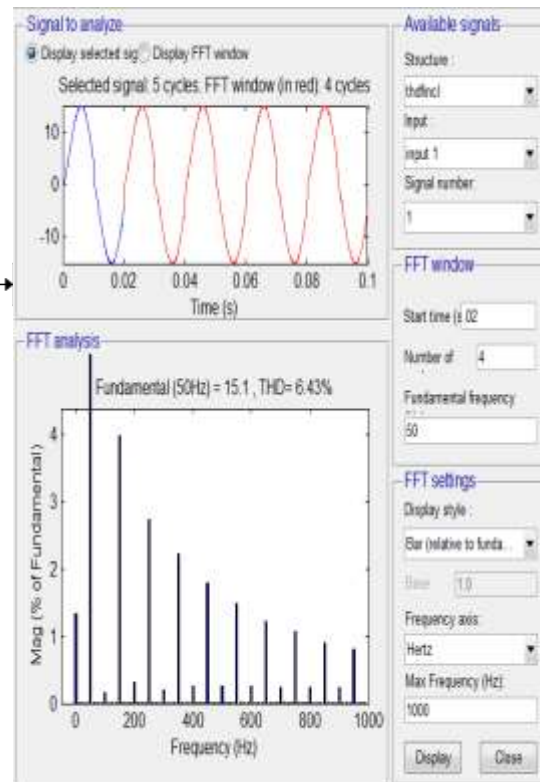 Signal to analyze
Display selected sig Display FFT window
Selected signal: 5 cycles. FFT window (in red): 4 cycles
10
0
-10
0 0.02 0.04 0.06 0.08 0.1
Time (s)
FFT analysis
Fundamental (50Hz) = 15.1 , THD= 6.43%
4
3
2
1
0
Mag (% of Fundamental)
0 200 400 600 800 1000
Frequency (Hz)
Available signals
Structure :
thdfincl
Input
input 1
Signal number:
1
FFT window
Start time (s .02
Number of 4
Fundamental frequency
50
FFT settings
Display style :
Bar (relative to funda...
Base 1.0
Frequency axis:
Hertz
Max Frequency (Hz):
1000
Display Close